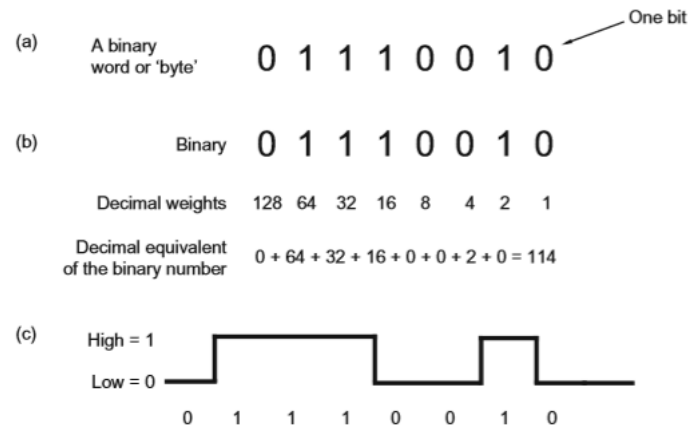 One bit
(a) A binary
word or ‘byte’ 0 1 1 1 0 0 1 0
(b) Binary 0 1 1 1 0 0 1 0
Decimal weights 128 64 32 16 8 4 2 1
Decimal equivalent
of the binary number 0 + 64 + 32 + 16 + 0 + 0 + 2 + 0 = 114
(c) High = 1
Low = 0
0 1 1 1 0 0 1 0